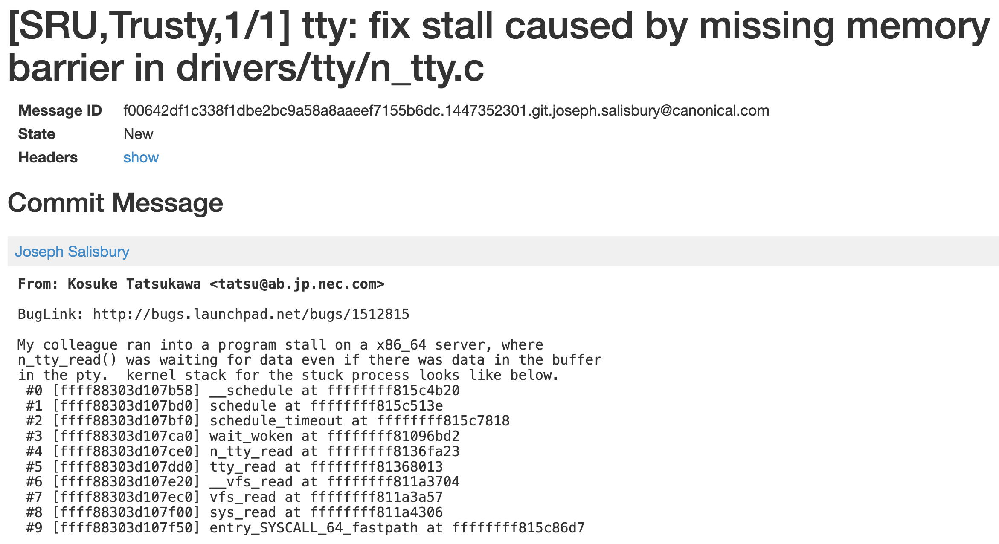 [SRU,Trusty,1/1] tty: fix stall caused by missing memory
barrier in drivers/tty/n_tty.c
Message ID f00642df1c338f1dbe2bc9a58a8aaeef7155b6dc.1447352301.git.joseph.salisbury@canonical.com
State New
Headers show
Commit Message
Joseph Salisbury
From: Kosuke Tatsukawa <tatsu@ab.jp.nec.com>
BugLink: http://bugs.launchpad.net/bugs/1512815
My colleague ran into a program stall on a x86_64 server, where
n_tty_read() was waiting for data even if there was data in the buffer
in the pty.  kernel stack for the stuck process looks like below.
 #0 [ffff88303d107b58] __schedule at ffffffff815c4b20
 #1 [ffff88303d107bd0] schedule at ffffffff815c513e
 #2 [ffff88303d107bf0] schedule_timeout at ffffffff815c7818
 #3 [ffff88303d107ca0] wait_woken at ffffffff81096bd2
 #4 [ffff88303d107ce0] n_tty_read at ffffffff8136fa23
 #5 [ffff88303d107dd0] tty_read at ffffffff81368013
 #6 [ffff88303d107e20] __vfs_read at ffffffff811a3704
 #7 [ffff88303d107ec0] vfs_read at ffffffff811a3a57
 #8 [ffff88303d107f00] sys_read at ffffffff811a4306
 #9 [ffff88303d107f50] entry_SYSCALL_64_fastpath at ffffffff815c86d7